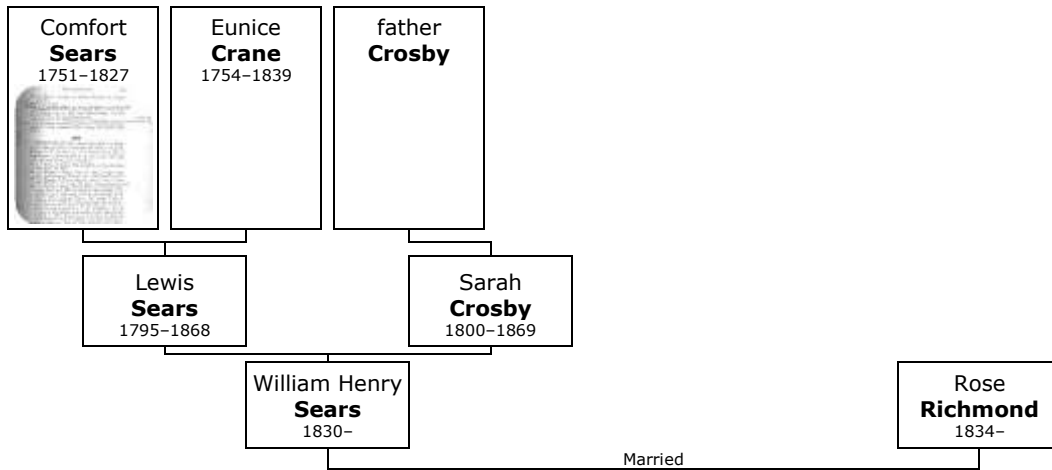 Comfort
Sears
1751–1827
Eunice
Crane
1754–1839
father
Crosby
Lewis
Sears
1795–1868
Sarah
Crosby
1800–1869
William Henry
Sears
1830–
Rose
Richmond
1834–
Married